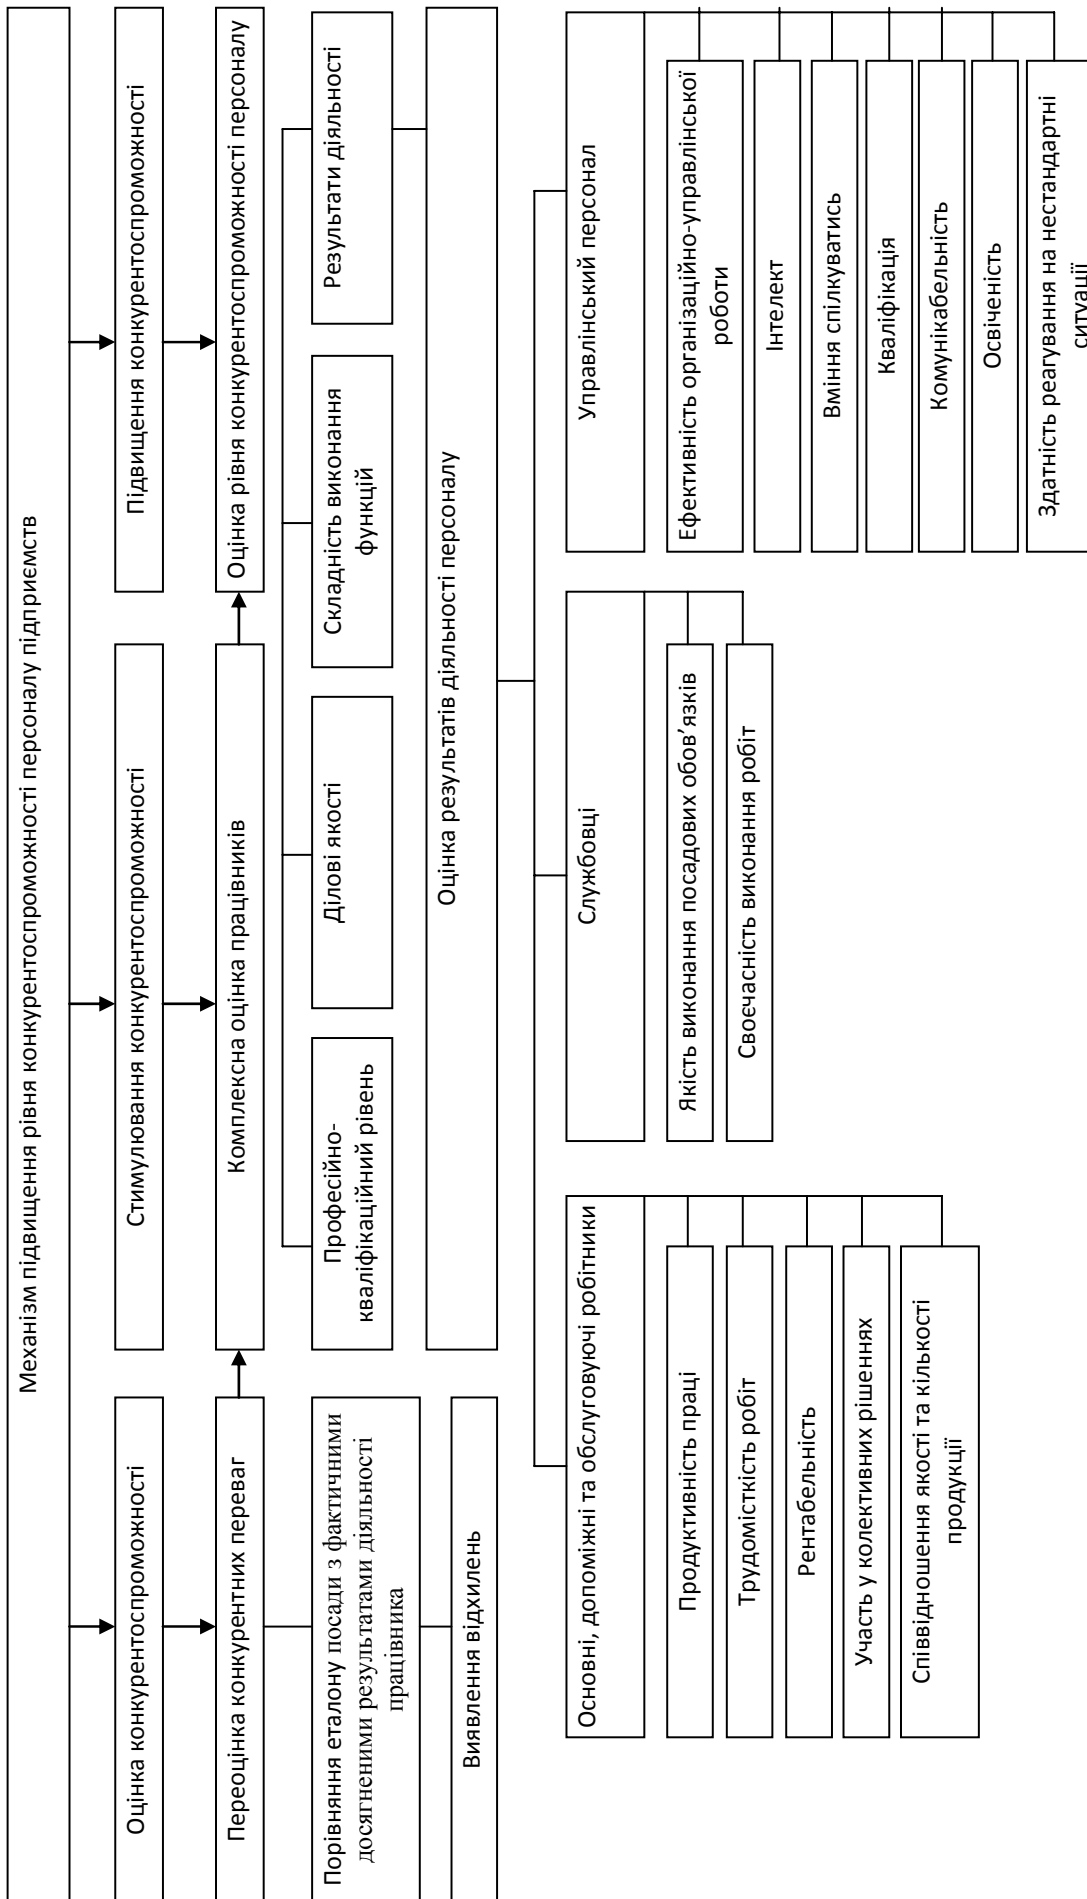 Механізм підвищення рівня конкурентоспроможності персоналу підприємств
Оцінка конкурентоспроможності
Стимулювання конкурентоспроможності
Підвищення конкурентоспроможності
Переоцінка конкурентних переваг
Комплексна оцінка працівників
Оцінка рівня конкурентоспроможності персоналу
Порівняння еталону посади з фактичними
досягненими результатами діяльності
працівника
Виявлення відхилень
Професійно-
кваліфікаційний рівень
Ділові якості
Складність виконання
функцій
Результати діяльності
Оцінка результатів діяльності персоналу
Основні, допоміжні та обслуговуючі робітники
Продуктивність праці
Трудомісткість робіт
Рентабельність
Участь у колективних рішеннях
Співвідношення якості та кількості
продукції
Службовці
Якість виконання посадових обов’язків
Своєчасність виконання робіт
Управлінський персонал
Ефективність організаційно-управлінської
роботи
Інтелект
Вміння спілкуватись
Кваліфікація
Комунікабельність
Освіченість
Здатність реагування на нестандартні
ситуації